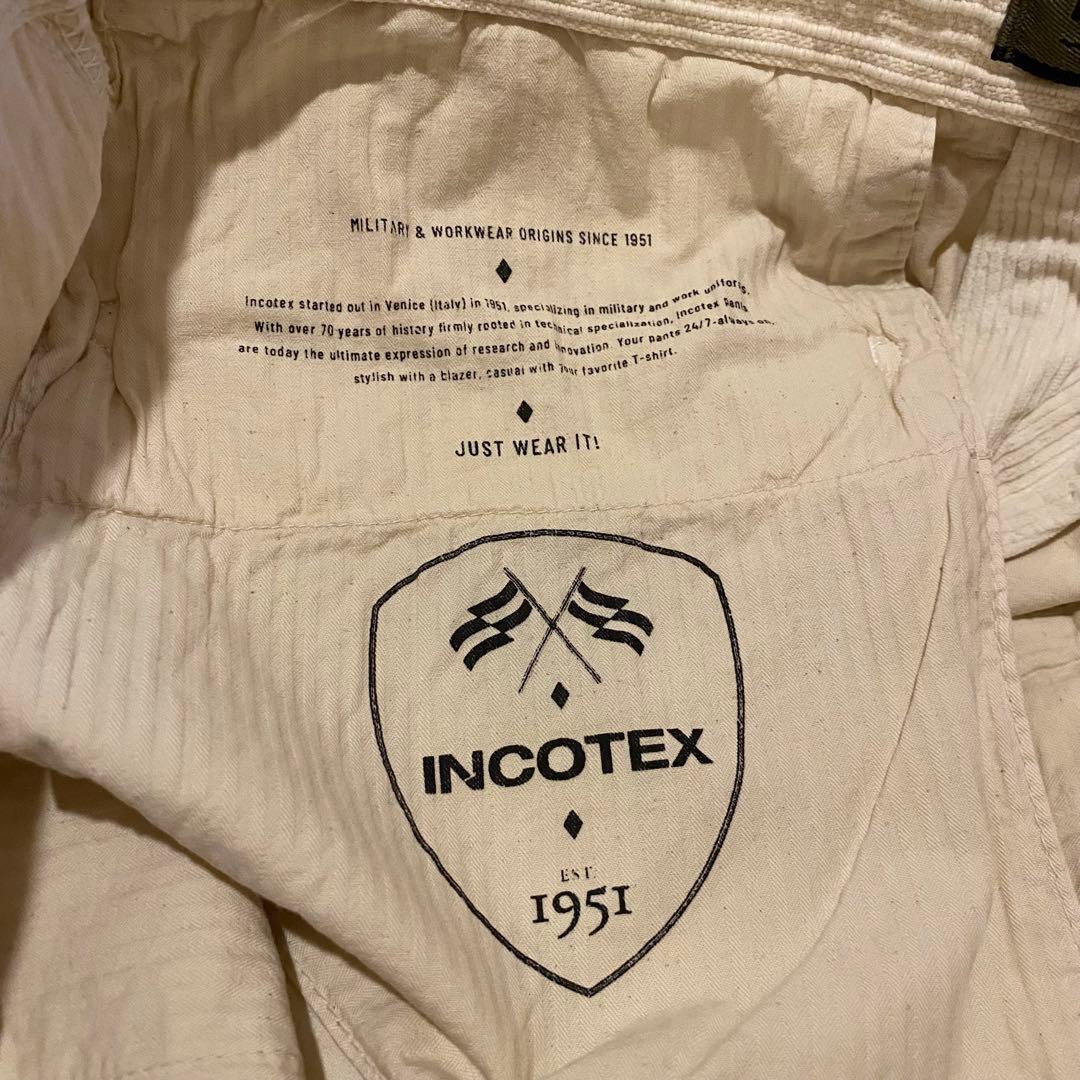 MILITARY & WORKWEAR ORIGINS SINCE 1951
Incotex started out in Venice (Italy) in 1951, specializing in military and work uniforms.
With over 70 years of history firmly rooted in technical specialization, Incotex pants
are today the ultimate expression of research and innovation. Your pants 24/7-always on,
stylish with a blazer, casual with your favorite T-shirt.
JUST WEAR IT!
INCOTEX
EST.
1951